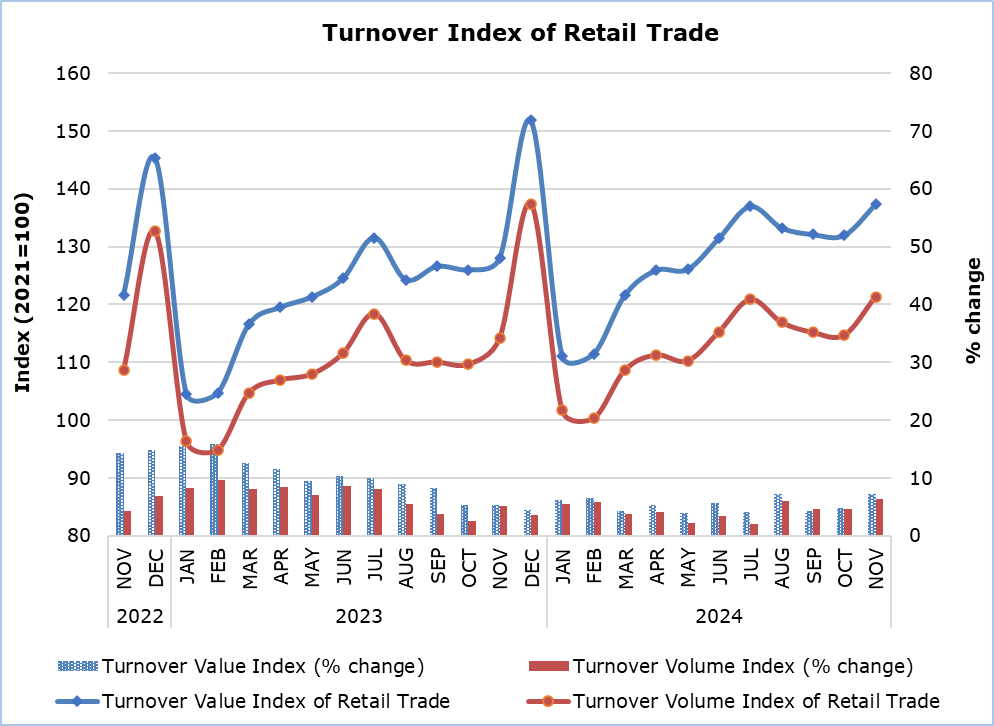 Turnover Index of Retail Trade
160
150
140
130
120
110
100
90
80
Index (2021=100)
80
70
60
50
40
30
20
10
0
% change
NOV DEC JAN FEB MAR APR MAY JUN JUL AUG SEP OCT NOV DEC JAN FEB MAR APR MAY JUN JUL AUG SEP OCT NOV
2022 2023 2024
Turnover Value Index (% change) Turnover Volume Index (% change)
Turnover Value Index of Retail Trade Turnover Volume Index of Retail Trade